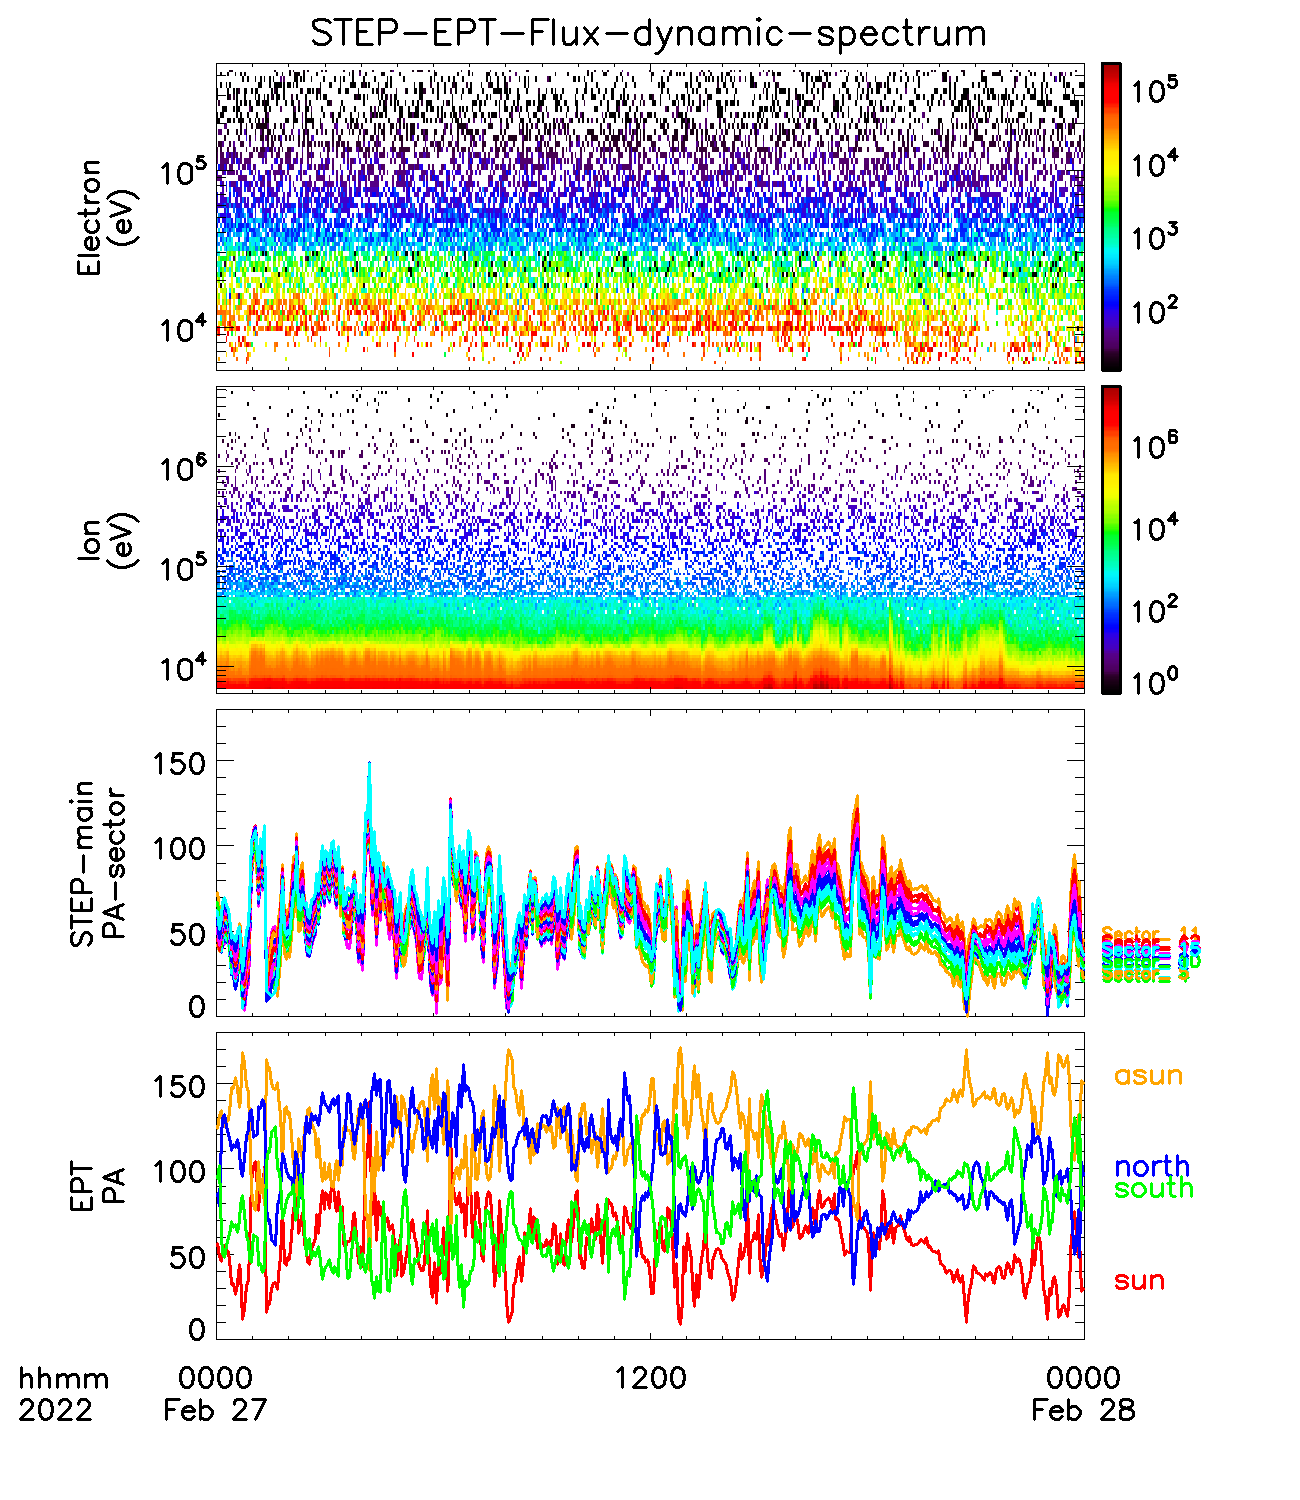 STEP-EPT-Flux-dynamic-spectrum
Electron
(eV)
10^5
10^4
10^5
10^4
10^3
10^2
Ion
(eV)
10^6
10^5
10^4
10^6
10^4
10^2
10^0
STEP-main
PA-sector
150
100
50
0
Sector_ 11
EPT
PA
150
100
50
0
asun
north
south
sun
hhmm
0000
1200
0000
2022
Feb 27
Feb 28